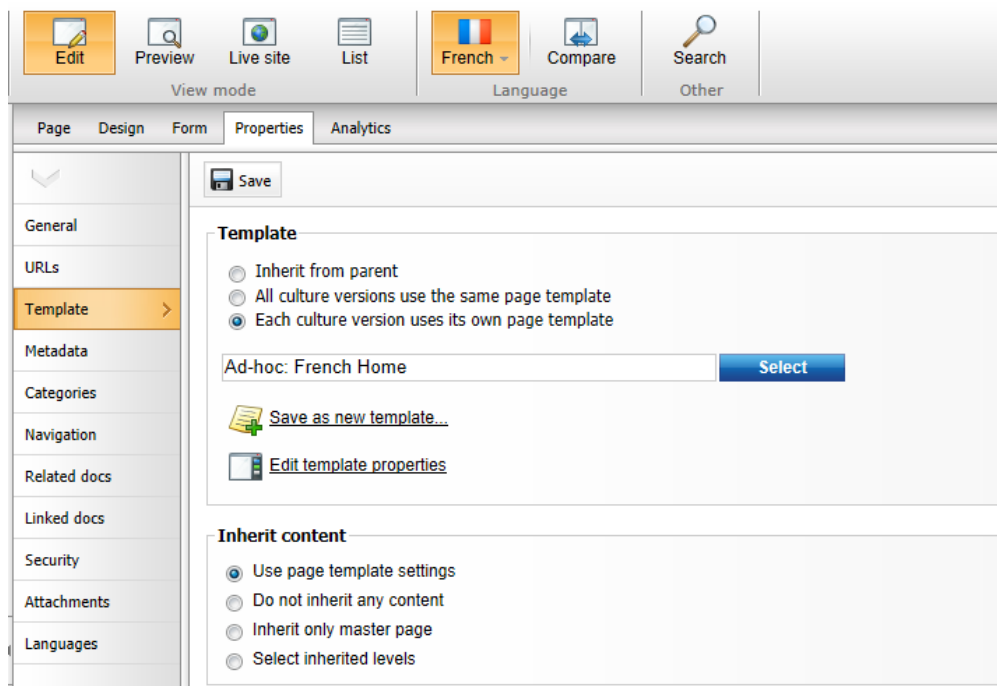 Edit Preview Live site List French Compare Search
View mode Language Other
Page Design Form Properties Analytics
Save
General
URLs
Template
Metadata
Categories
Navigation
Related docs
Linked docs
Security
Attachments
Languages
Template
Inherit from parent
All culture versions use the same page template
Each culture version uses its own page template
Ad-hoc: French Home Select
Save as new template...
Edit template properties
Inherit content
Use page template settings
Do not inherit any content
Inherit only master page
Select inherited levels